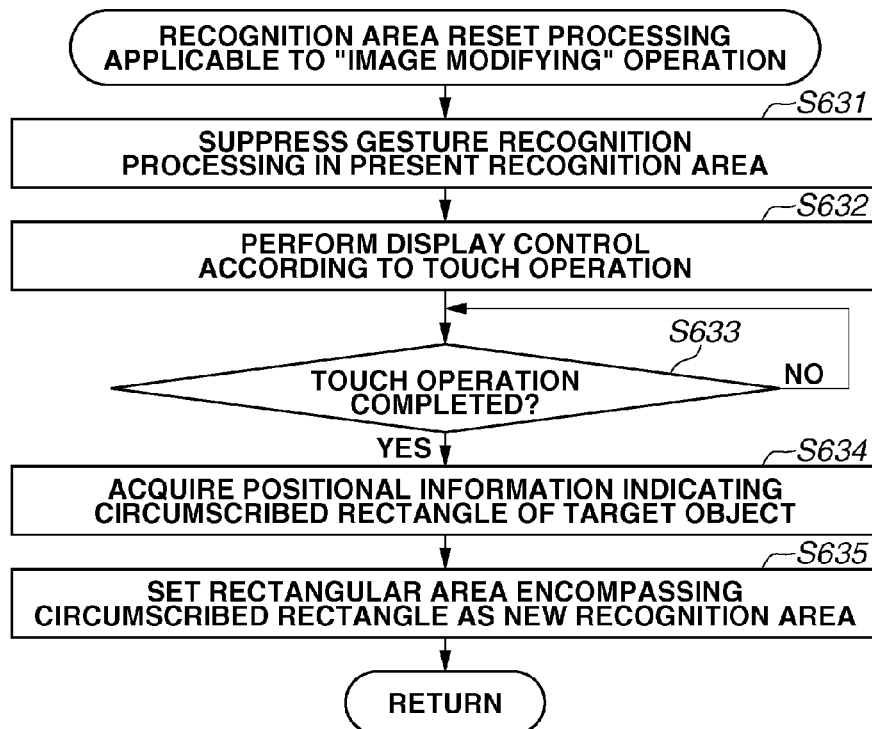 RECOGNITION AREA RESET PROCESSING
APPLICABLE TO "IMAGE MODIFYING" OPERATION
S631
SUPPRESS GESTURE RECOGNITION
PROCESSING IN PRESENT RECOGNITION AREA
S632
PERFORM DISPLAY CONTROL
ACCORDING TO TOUCH OPERATION
S633
TOUCH OPERATION
COMPLETED?
NO
YES
S634
ACQUIRE POSITIONAL INFORMATION INDICATING
CIRCUMSCRIBED RECTANGLE OF TARGET OBJECT
S635
SET RECTANGULAR AREA ENCOMPASSING
CIRCUMSCRIBED RECTANGLE AS NEW RECOGNITION AREA
RETURN